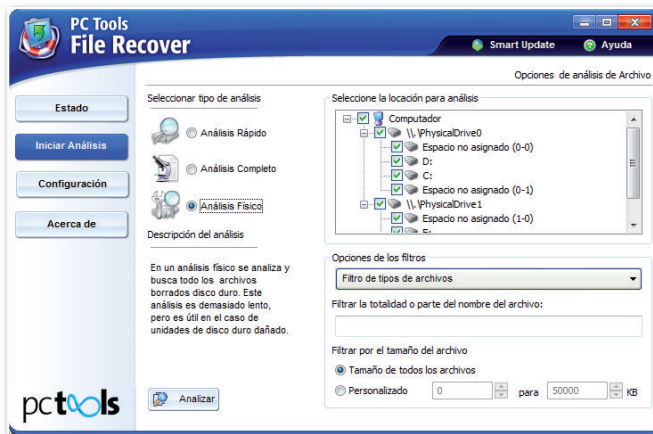 PC Tools
File Recover
Smart Update
Ayuda
Opciones de análisis de Archivo
Estado
Iniciar Análisis
Configuración
Acerca de
Seleccionar tipo de análisis
Análisis Rápido
Análisis Completo
Análisis Físico
Descripción del análisis
En un análisis físico se analiza y
busca todo los archivos
borrados disco duro. Este
análisis es demasiado lento,
pero es útil en el caso de
unidades de disco duro dañado.
Analizar
Seleccione la locación para análisis
Computador
\\.\PhysicalDrive0
Espacio no asignado (0-0)
D:
C:
Espacio no asignado (0-1)
\\.\PhysicalDrive1
Espacio no asignado (1-0)
Opciones de los filtros
Filtro de tipos de archivos
Filtrar la totalidad o parte del nombre del archivo:
Filtrar por el tamaño del archivo
Tamaño de todos los archivos
Personalizado 0 para 50000 KB
pctools